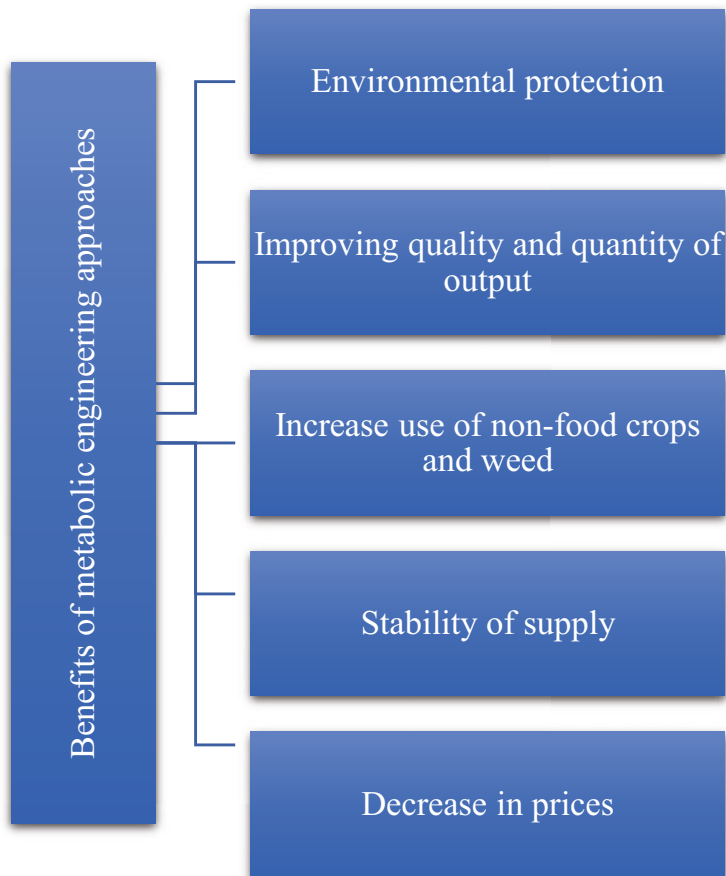 Benefits of metabolic engineering approaches
Environmental protection
Improving quality and quantity of
output
Increase use of non-food crops
and weed
Stability of supply
Decrease in prices